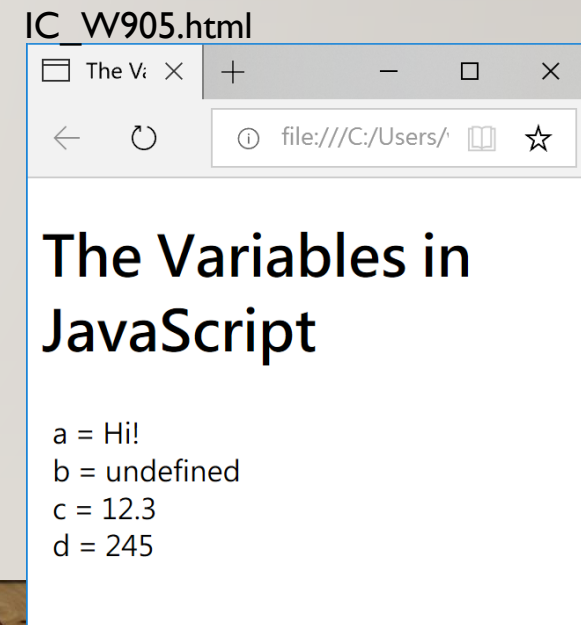 IC_W905.html
The Va
file:///C:/Users/
The Variables in
JavaScript
a = Hi!
b = undefined
c = 12.3
d = 245